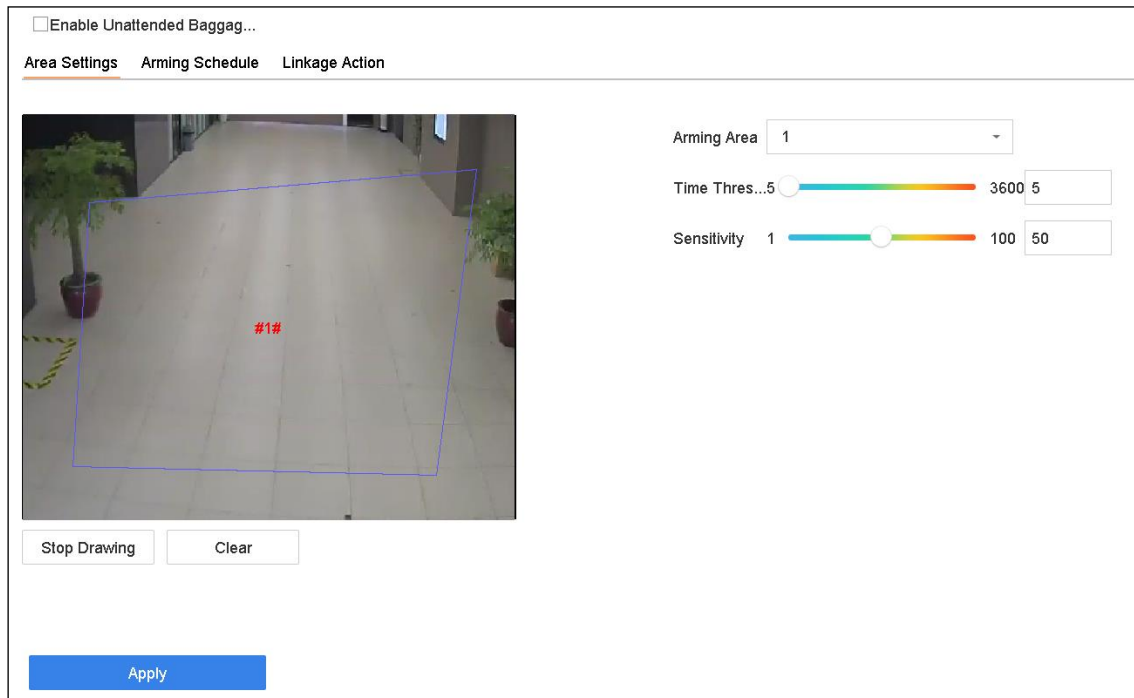 Enable Unattended Baggag...
Area Settings Arming Schedule Linkage Action
Arming Area 1
Time Thres...5 3600 5
Sensitivity 1 100 50
#1#
Stop Drawing Clear
Apply